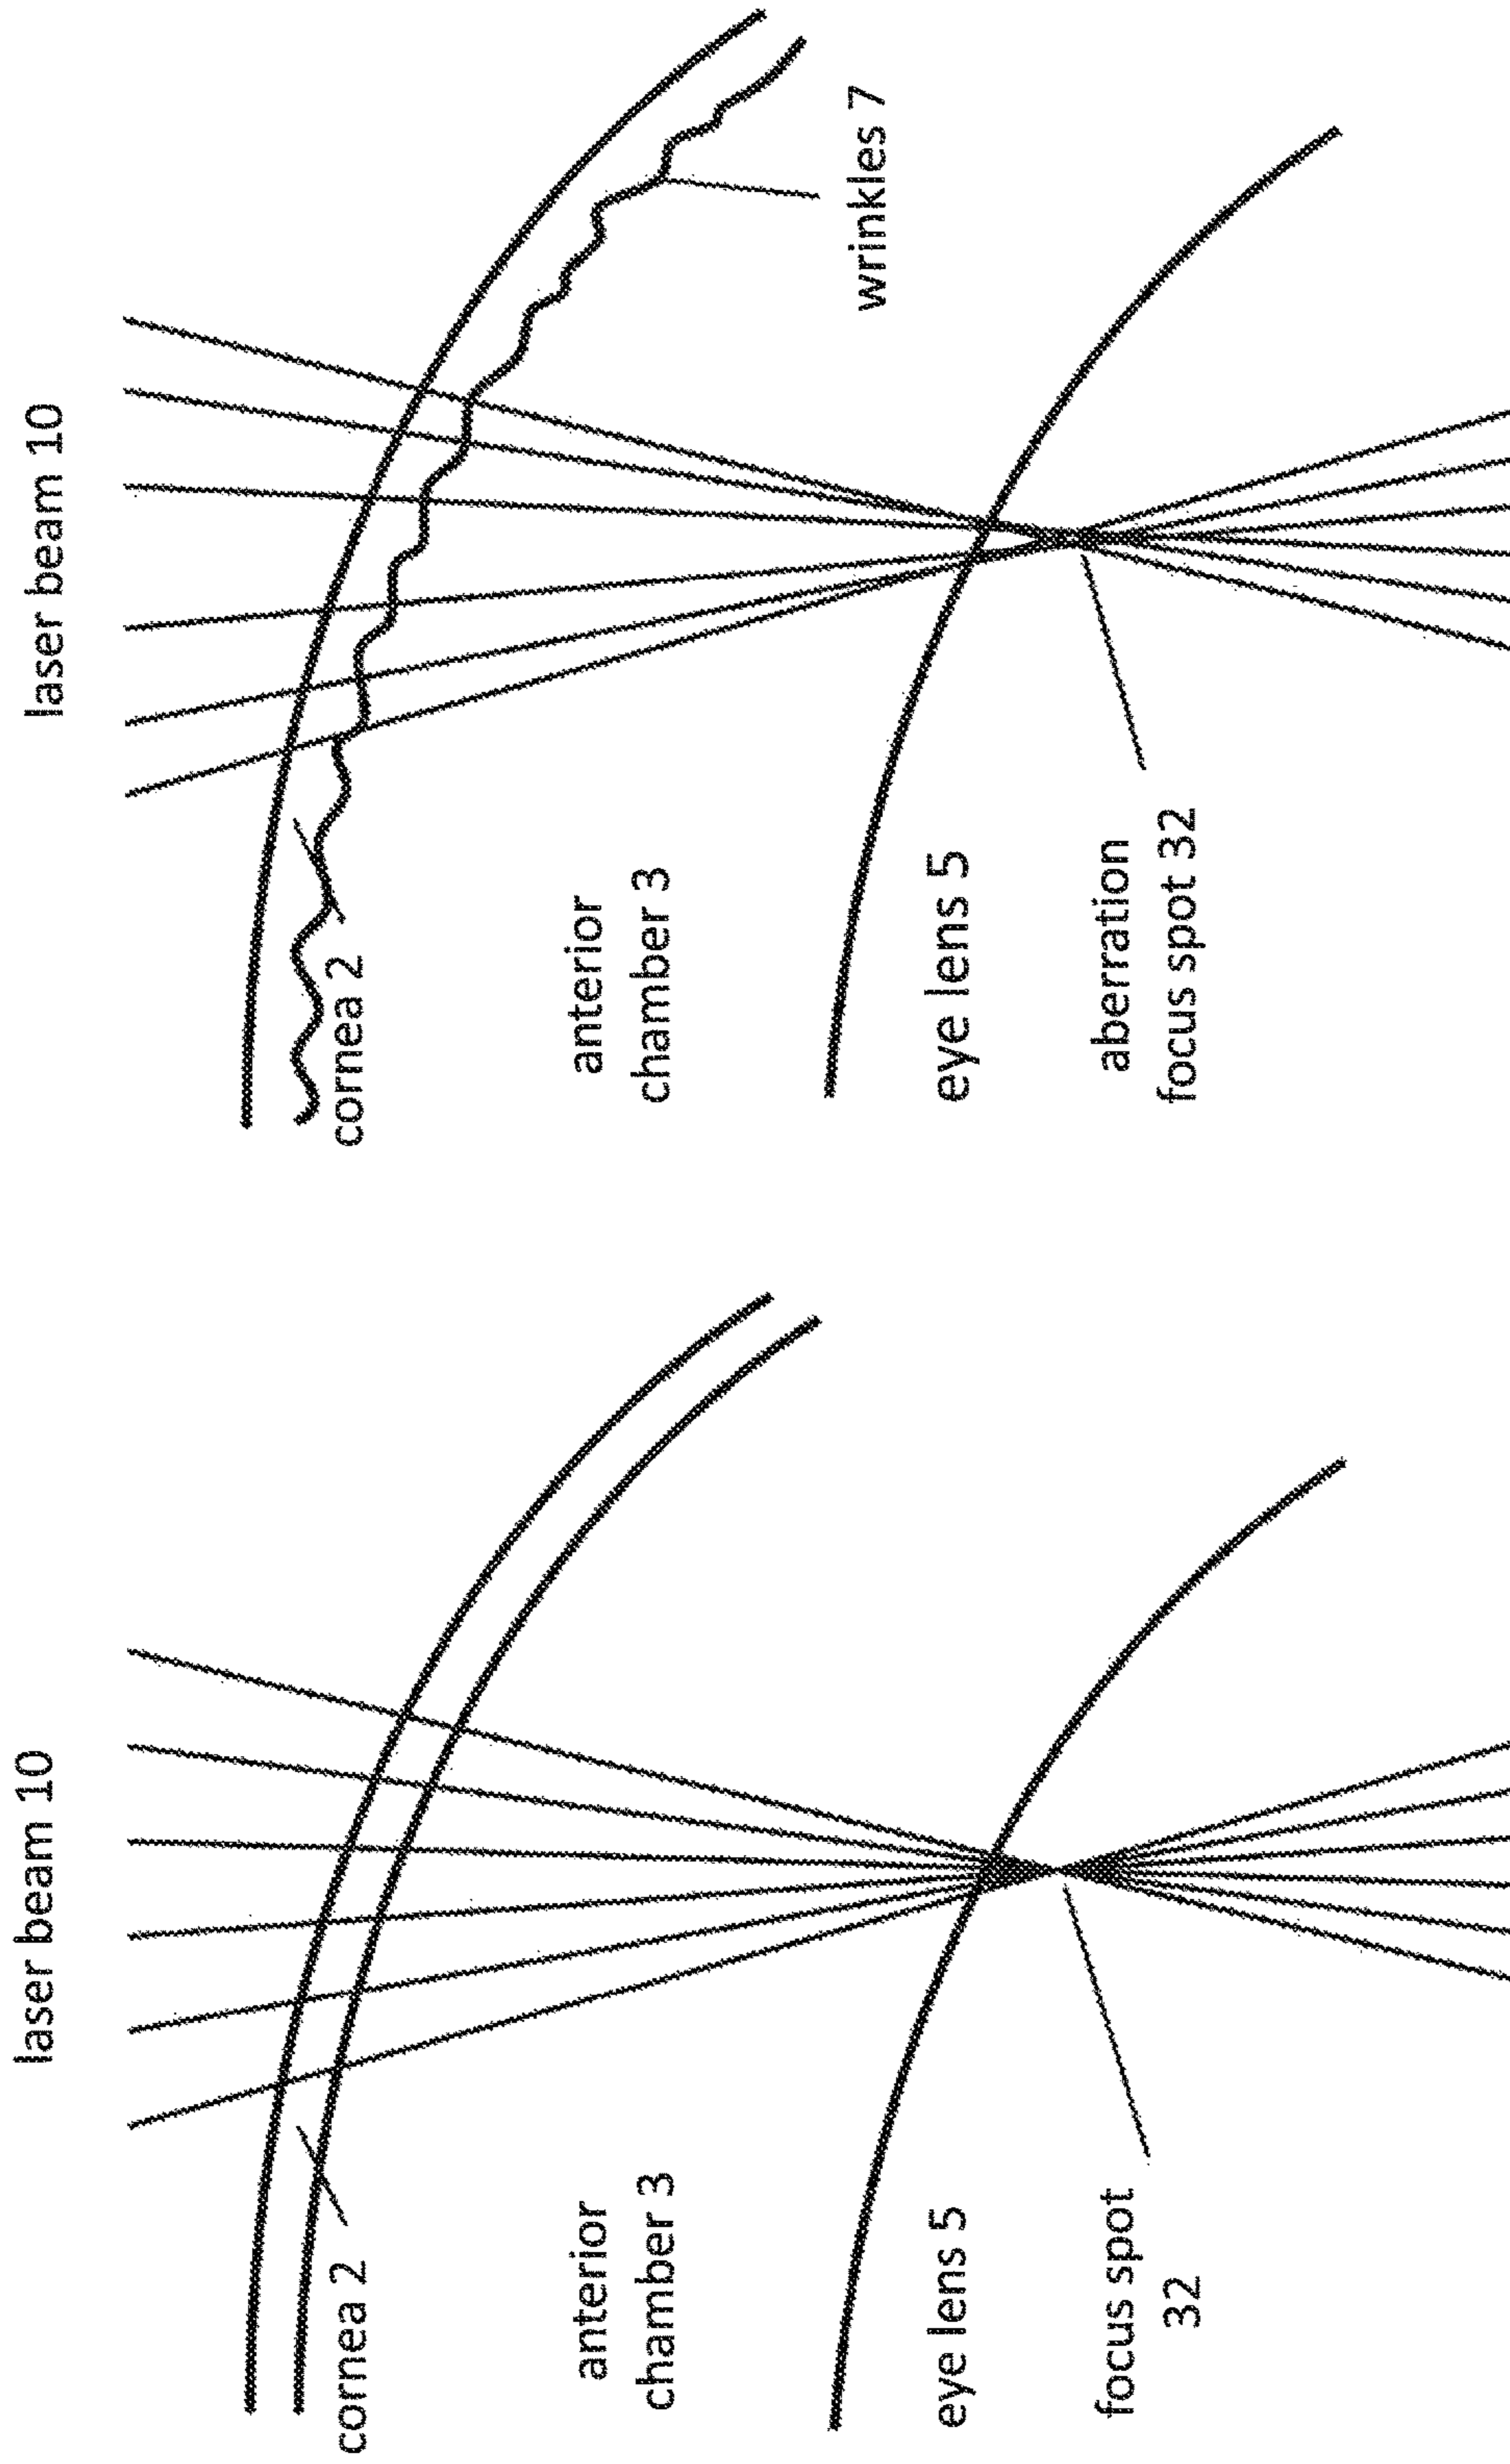 laser beam 10
cornea 2
anterior
chamber 3
eye lens 5
focus spot
32
laser beam 10
cornea 2
wrinkles 7
anterior
chamber 3
eye lens 5
aberration
focus spot 32